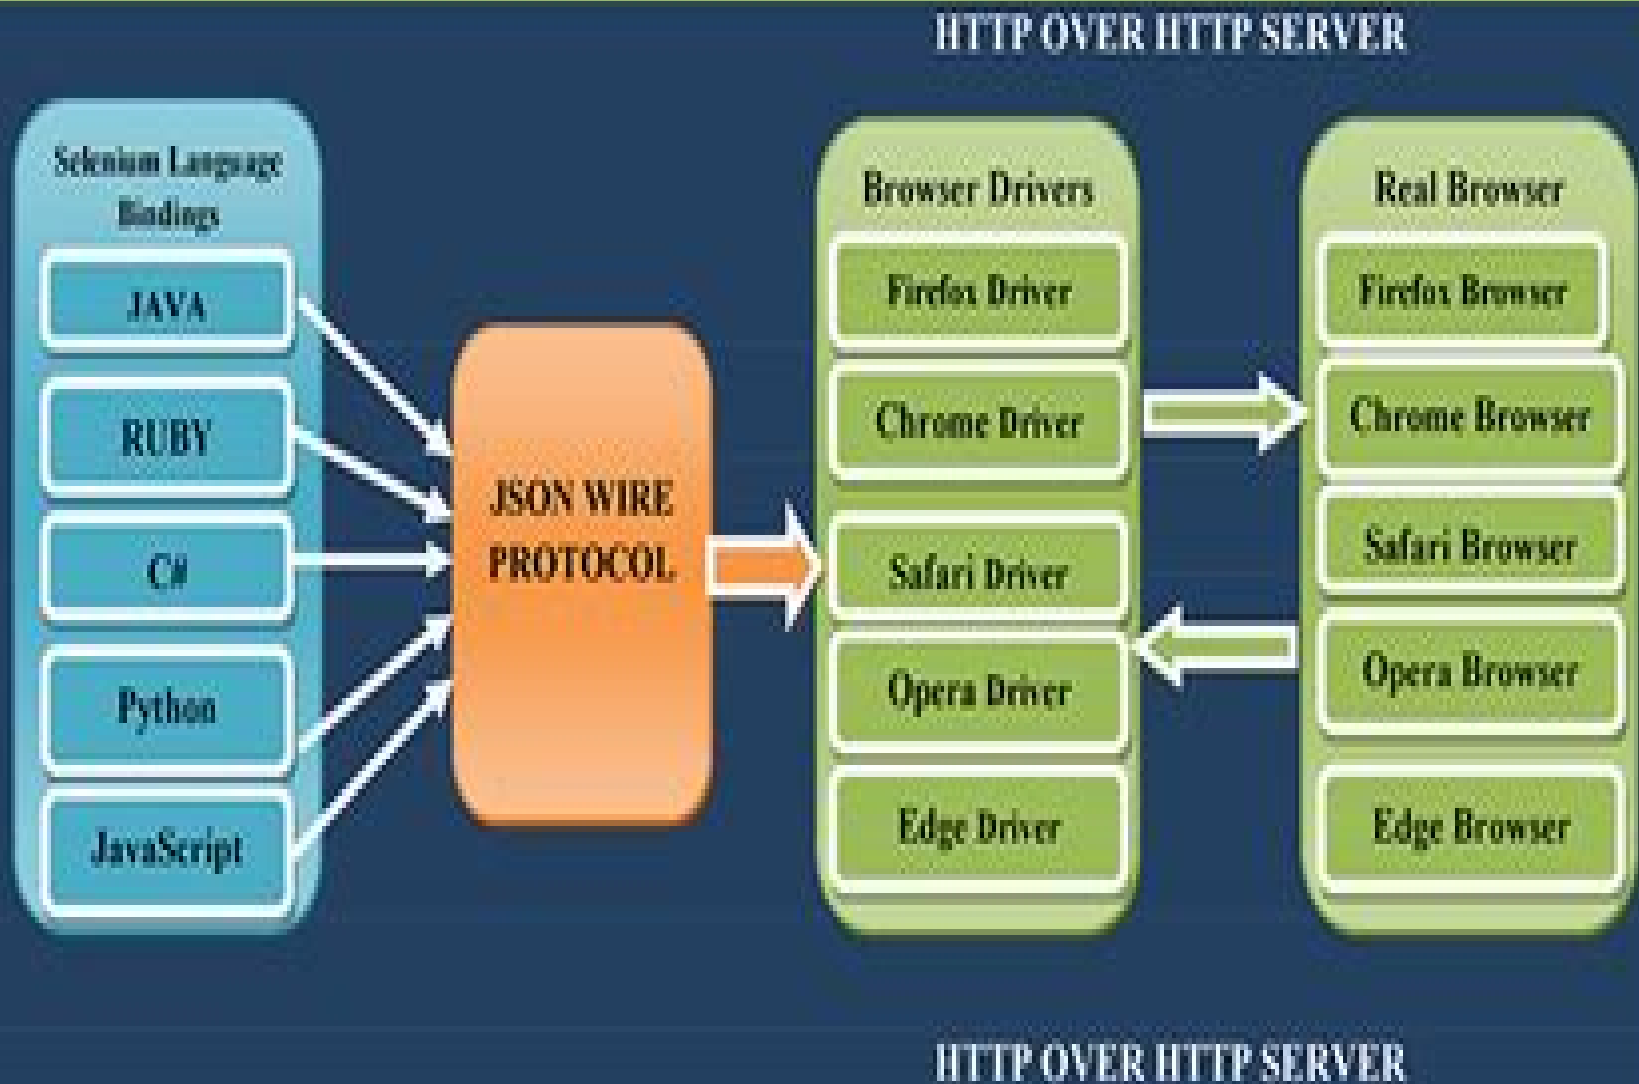 HTTP OVER HTTP SERVER
Selenium Language
Bindings
JAVA
RUBY
C#
Python
JavaScript
JSON WIRE
PROTOCOL
Browser Drivers
Firefox Driver
Chrome Driver
Safari Driver
Opera Driver
Edge Driver
Real Browser
Firefox Browser
Chrome Browser
Safari Browser
Opera Browser
Edge Browser
HTTP OVER HTTP SERVER